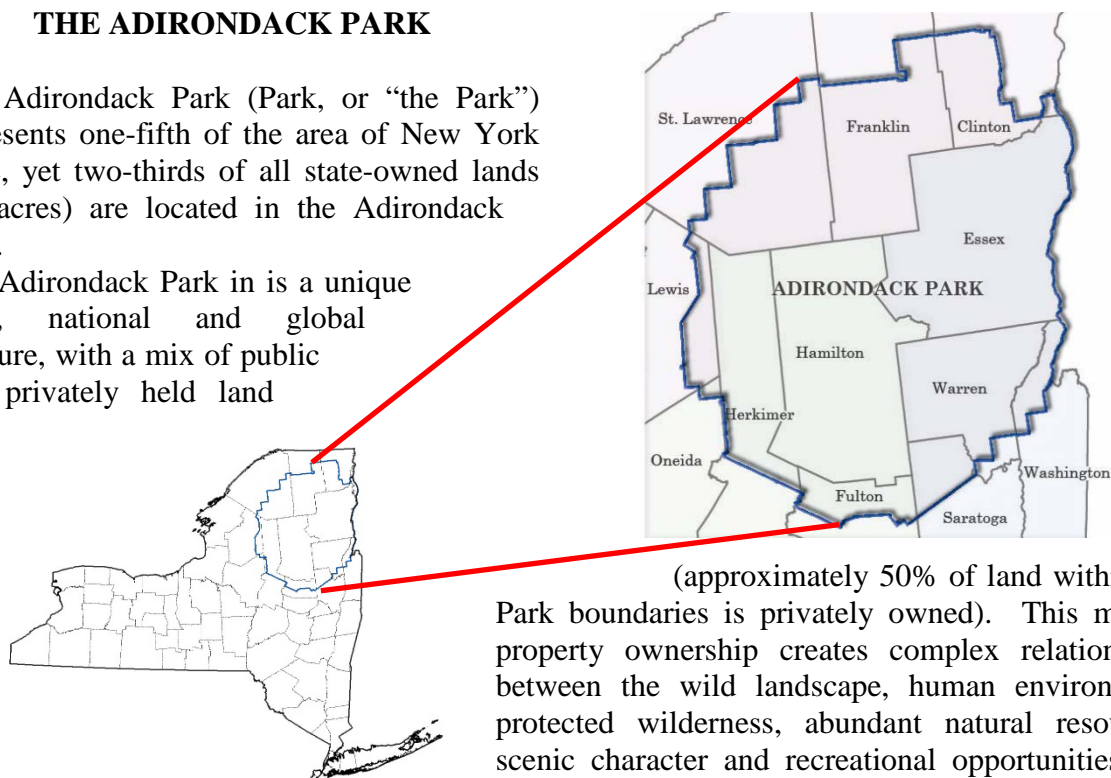 THE ADIRONDACK PARK
Adirondack Park (Park, or “the Park”)
esents one-fifth of the area of New York
, yet two-thirds of all state-owned lands
acres) are located in the Adirondack
.
Adirondack Park in is a unique
, national and global
ure, with a mix of public
privately held land
St. Lawrence
Franklin
Clinton
Essex
Lewis
ADIRONDACK PARK
Hamilton
Warren
Herkimer
Oneida
Washington
Fulton
Saratoga
(approximately 50% of land with
Park boundaries is privately owned). This m
property ownership creates complex relation
between the wild landscape, human environ
protected wilderness, abundant natural reso
scenic character and recreational opportunities